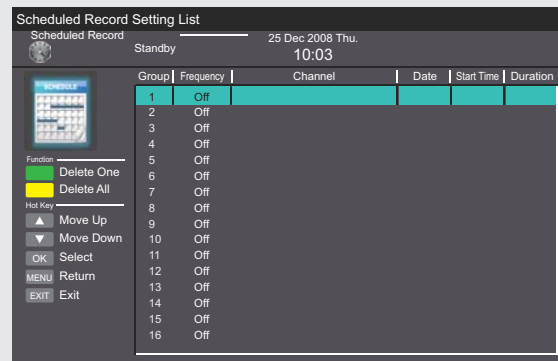 Scheduled Record Setting List
Scheduled Record
Standby
25 Dec 2008 Thu.
10:03
Group Frequency Channel Date Start Time Duration
SCHEDULE
1 Off
2 Off
3 Off
4 Off
5 Off
6 Off
7 Off
8 Off
9 Off
10 Off
11 Off
12 Off
13 Off
14 Off
15 Off
16 Off
Function
Delete One
Delete All
Hot Key
Move Up
Move Down
OK Select
MENU Return
EXIT Exit